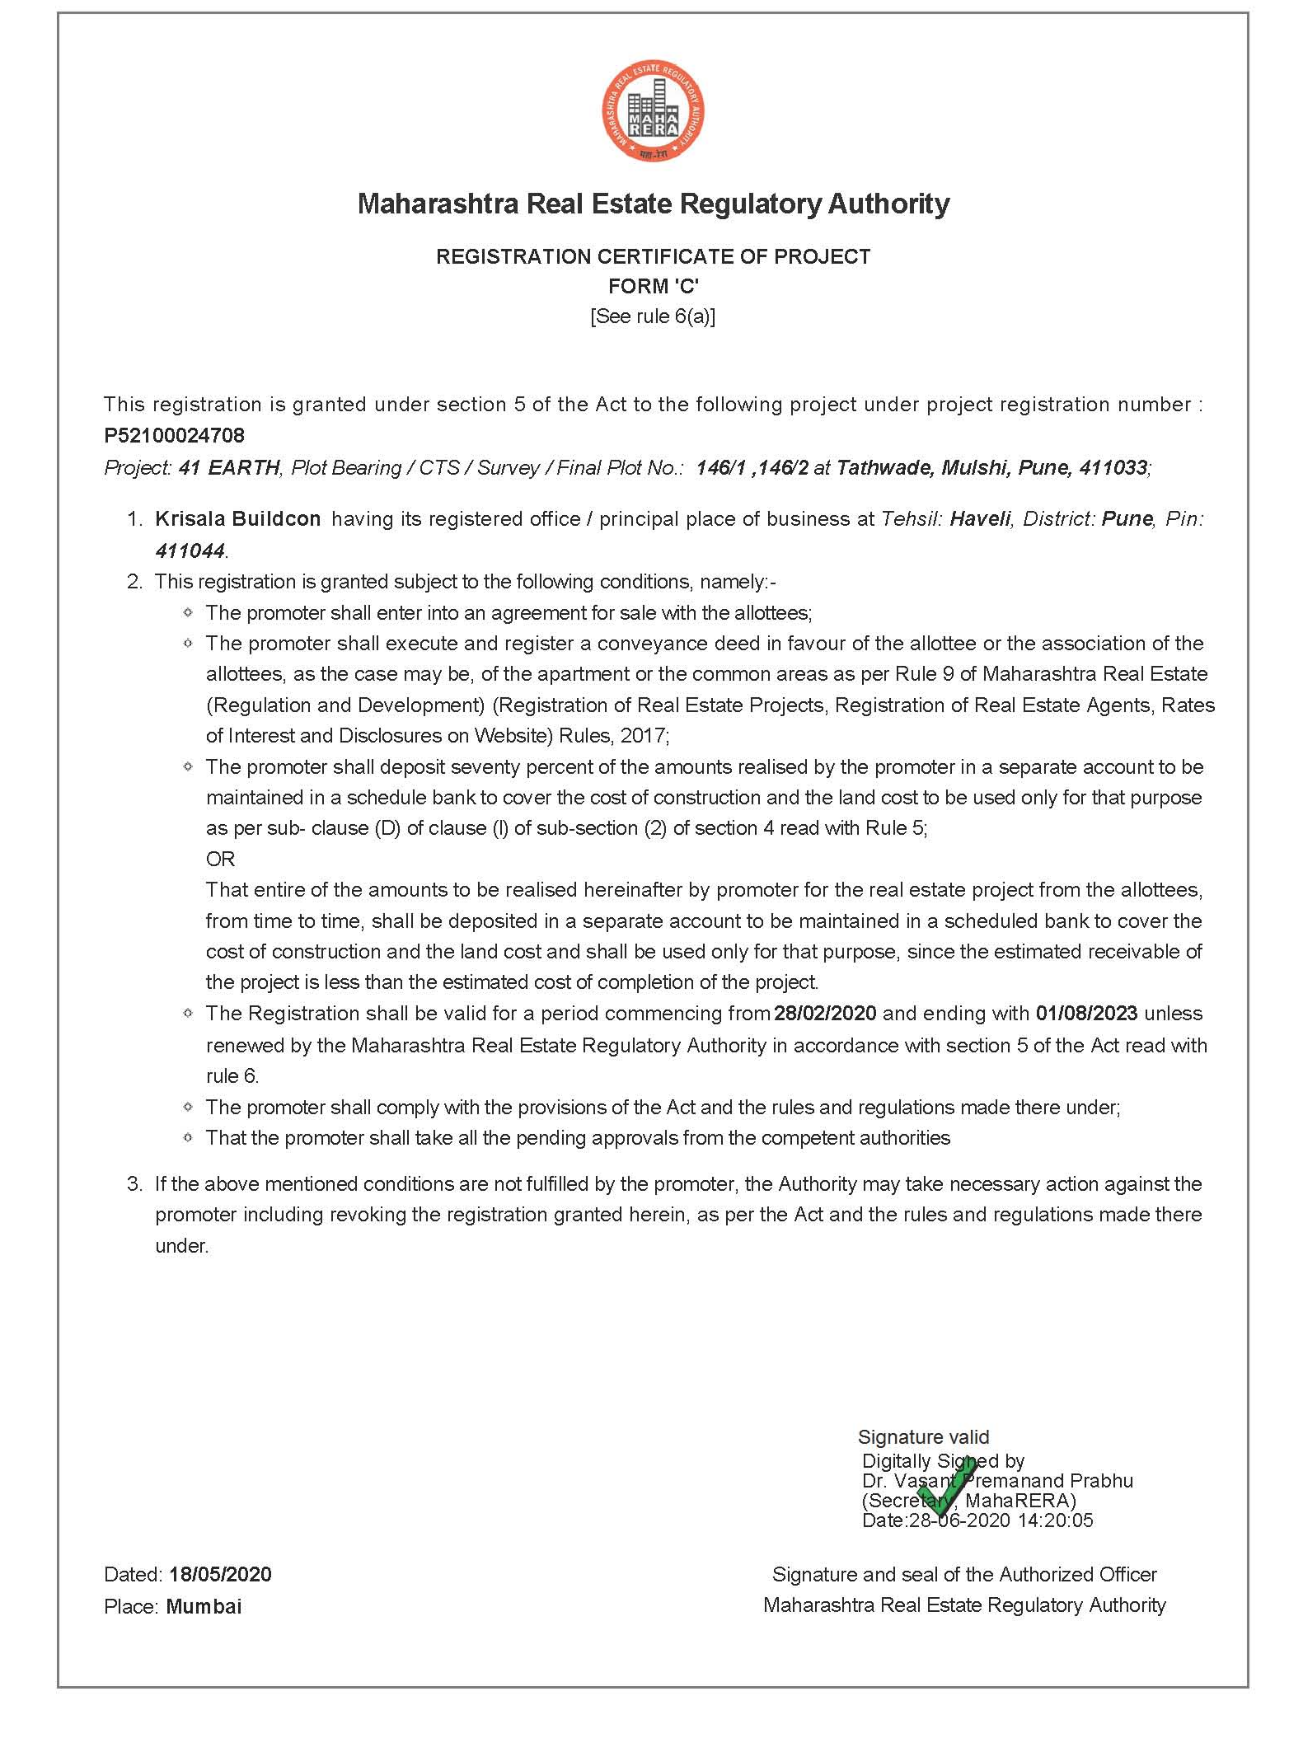 MAHARASHTRA REAL ESTATE REGULATORY AUTHORITY
MAHA
RERA
महा-रेरा
Maharashtra Real Estate Regulatory Authority
REGISTRATION CERTIFICATE OF PROJECT
FORM 'C'
[See rule 6(a)]
This registration is granted under section 5 of the Act to the following project under project registration number :
P52100024708
Project: 41 EARTH, Plot Bearing / CTS / Survey / Final Plot No.: 146/1 ,146/2 at Tathwade, Mulshi, Pune, 411033;
1. Krisala Buildcon having its registered office / principal place of business at Tehsil: Haveli, District: Pune, Pin:
411044.
2. This registration is granted subject to the following conditions, namely:-
The promoter shall enter into an agreement for sale with the allottees;
The promoter shall execute and register a conveyance deed in favour of the allottee or the association of the
allottees, as the case may be, of the apartment or the common areas as per Rule 9 of Maharashtra Real Estate
(Regulation and Development) (Registration of Real Estate Projects, Registration of Real Estate Agents, Rates
of Interest and Disclosures on Website) Rules, 2017;
The promoter shall deposit seventy percent of the amounts realised by the promoter in a separate account to be
maintained in a schedule bank to cover the cost of construction and the land cost to be used only for that purpose
as per sub- clause (D) of clause (l) of sub-section (2) of section 4 read with Rule 5;
OR
That entire of the amounts to be realised hereinafter by promoter for the real estate project from the allottees,
from time to time, shall be deposited in a separate account to be maintained in a scheduled bank to cover the
cost of construction and the land cost and shall be used only for that purpose, since the estimated receivable of
the project is less than the estimated cost of completion of the project.
The Registration shall be valid for a period commencing from 28/02/2020 and ending with 01/08/2023 unless
renewed by the Maharashtra Real Estate Regulatory Authority in accordance with section 5 of the Act read with
rule 6.
The promoter shall comply with the provisions of the Act and the rules and regulations made there under;
That the promoter shall take all the pending approvals from the competent authorities
3. If the above mentioned conditions are not fulfilled by the promoter, the Authority may take necessary action against the
promoter including revoking the registration granted herein, as per the Act and the rules and regulations made there
under.
Signature valid
Digitally Signed by
Dr. Vasant Premanand Prabhu
(Secretary, MahaRERA)
Date:28-06-2020 14:20:05
Dated: 18/05/2020
Place: Mumbai
Signature and seal of the Authorized Officer
Maharashtra Real Estate Regulatory Authority